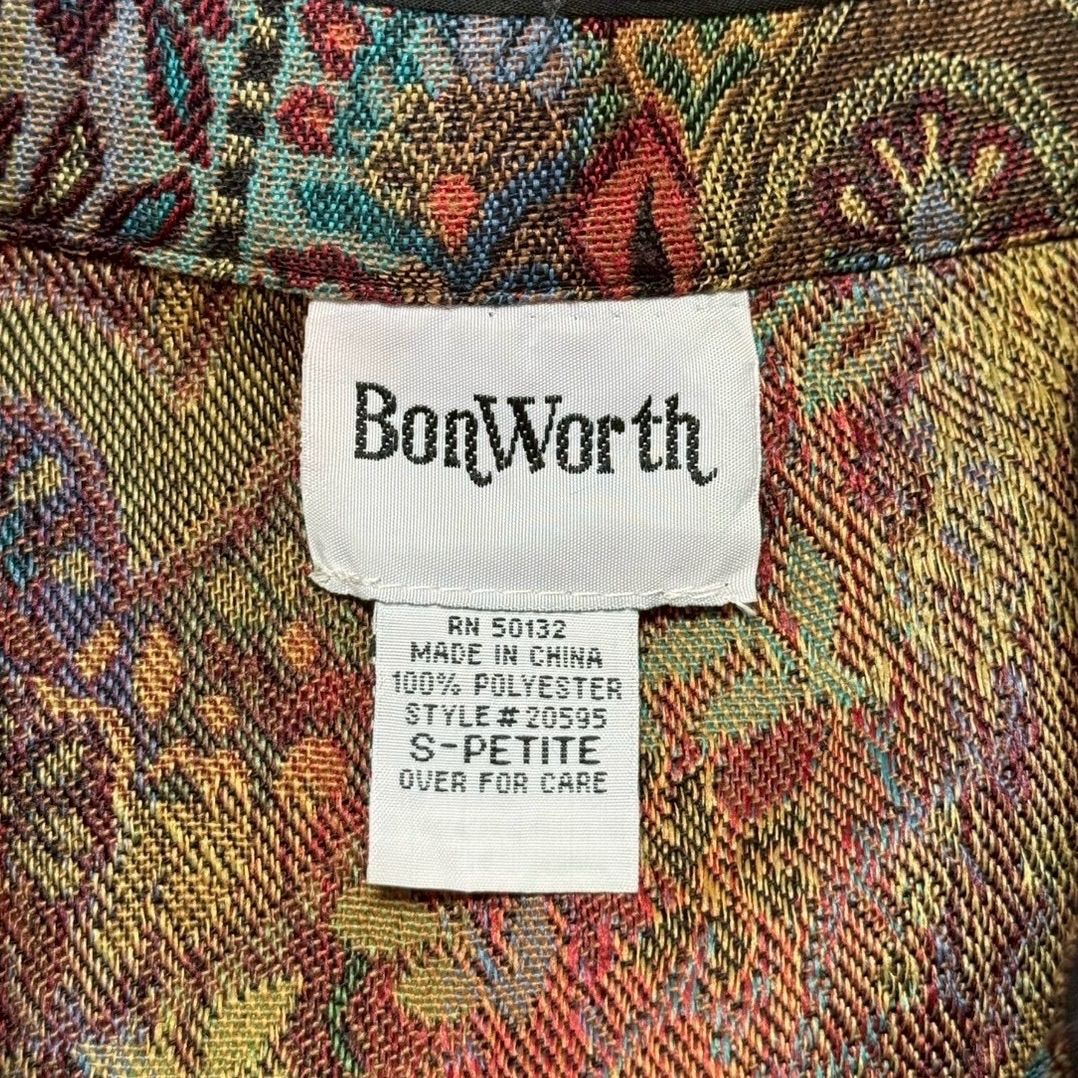 BonWorth
RN 50132
MADE IN CHINA
100% POLYESTER
STYLE# 20595
S-PETITE
OVER FOR CARE